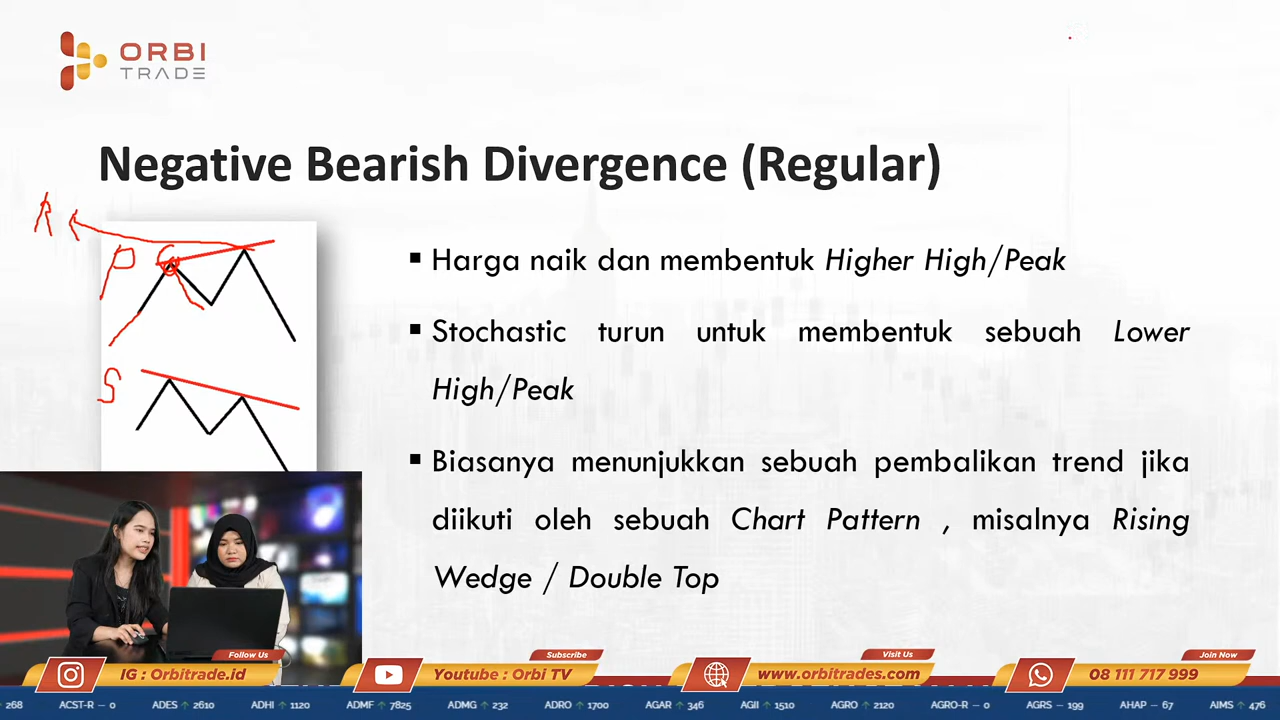 ORBI
TRADE
Negative Bearish Divergence (Regular)
R
P
S
▪ Harga naik dan membentuk Higher High/Peak
▪ Stochastic turun untuk membentuk sebuah Lower
High/Peak
▪ Biasanya menunjukkan sebuah pembalikan trend jika
diikuti oleh sebuah Chart Pattern , misalnya Rising
Wedge / Double Top
Follow Us
IG : Orbitrade.id
Subscribe
Youtube : Orbi TV
Visit Us
www.orbitrades.com
Join Now
08 111 717 999
↑ 268 ACST-R – 0 ADES ↑ 2610 ADHI ↑ 1120 ADMF ↑ 7825 ADMG ↑ 232 ADRO ↑ 1700 AGAR ↑ 346 AGII ↑ 1510 AGRO ↑ 2120 AGRO-R – 0 AGRS – 199 AHAP – 67 AIMS ↑ 476